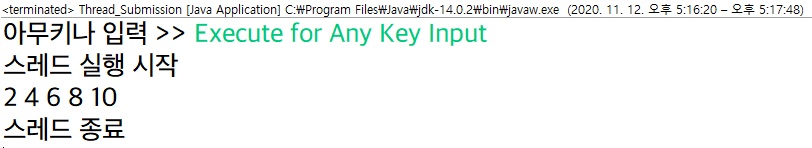 <terminated> Thread_Submission [Java Application] C:₩Program Files₩Java₩jdk-14.0.2₩bin₩javaw.exe (2020. 11. 12. 오후 5:16:20 – 오후 5:17:48)
아무키나 입력 >> Execute for Any Key Input
스레드 실행 시작
2 4 6 8 10
스레드 종료